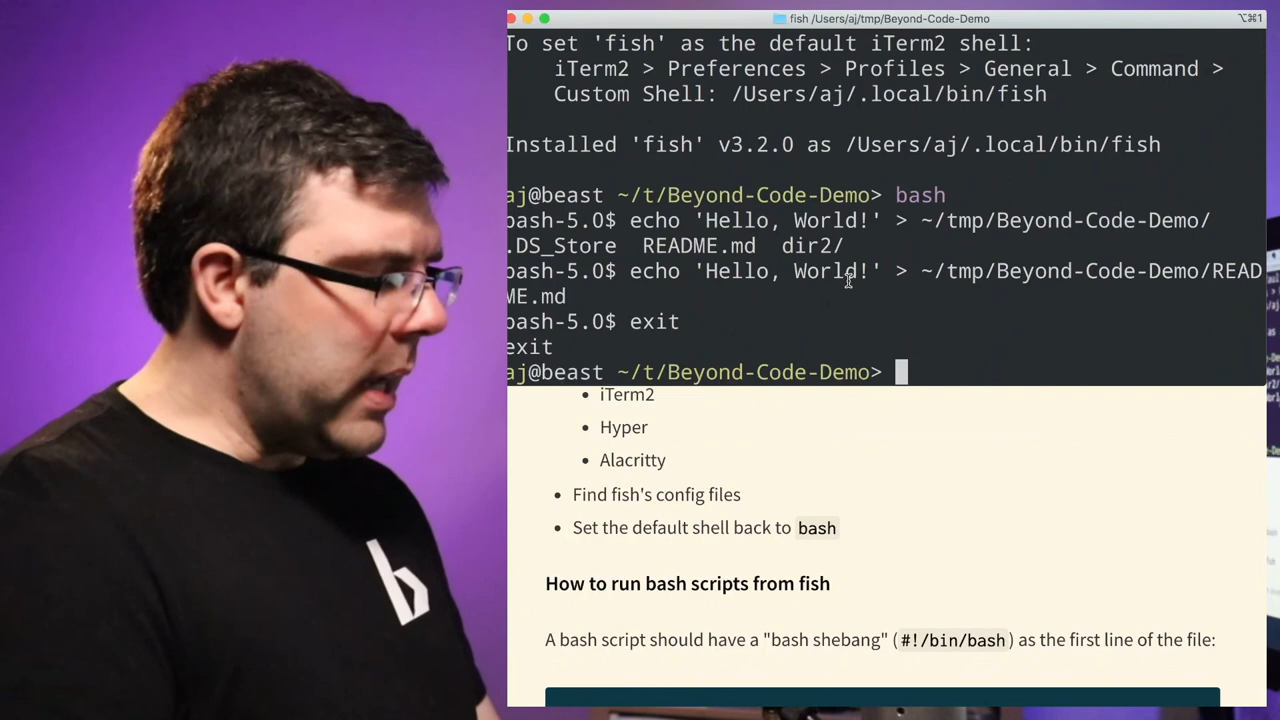 fish /Users/aj/tmp/Beyond-Code-Demo
⌥⌘1
To set 'fish' as the default iTerm2 shell:
iTerm2 > Preferences > Profiles > General > Command >
Custom Shell: /Users/aj/.local/bin/fish
Installed 'fish' v3.2.0 as /Users/aj/.local/bin/fish
aj@beast ~/t/Beyond-Code-Demo> bash
bash-5.0$ echo 'Hello, World!' > ~/tmp/Beyond-Code-Demo/
.DS_Store README.md dir2/
bash-5.0$ echo 'Hello, World!' > ~/tmp/Beyond-Code-Demo/READ
ME.md
bash-5.0$ exit
exit
aj@beast ~/t/Beyond-Code-Demo>
• iTerm2
• Hyper
• Alacritty
• Find fish's config files
• Set the default shell back to bash
How to run bash scripts from fish
A bash script should have a "bash shebang" (#!/bin/bash) as the first line of the file:
b